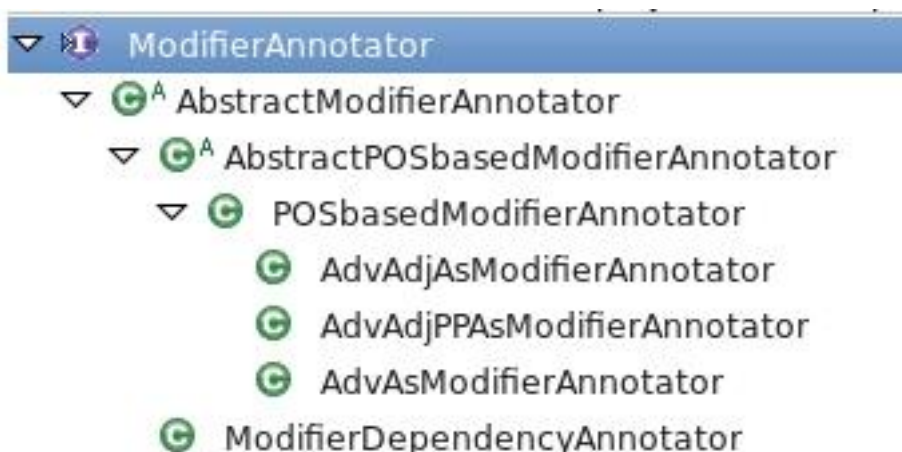 ModifierAnnotator
AbstractModifierAnnotator
AbstractPOSbasedModifierAnnotator
POSbasedModifierAnnotator
AdvAdjAsModifierAnnotator
AdvAdjPPAsModifierAnnotator
AdvAsModifierAnnotator
ModifierDependencyAnnotator